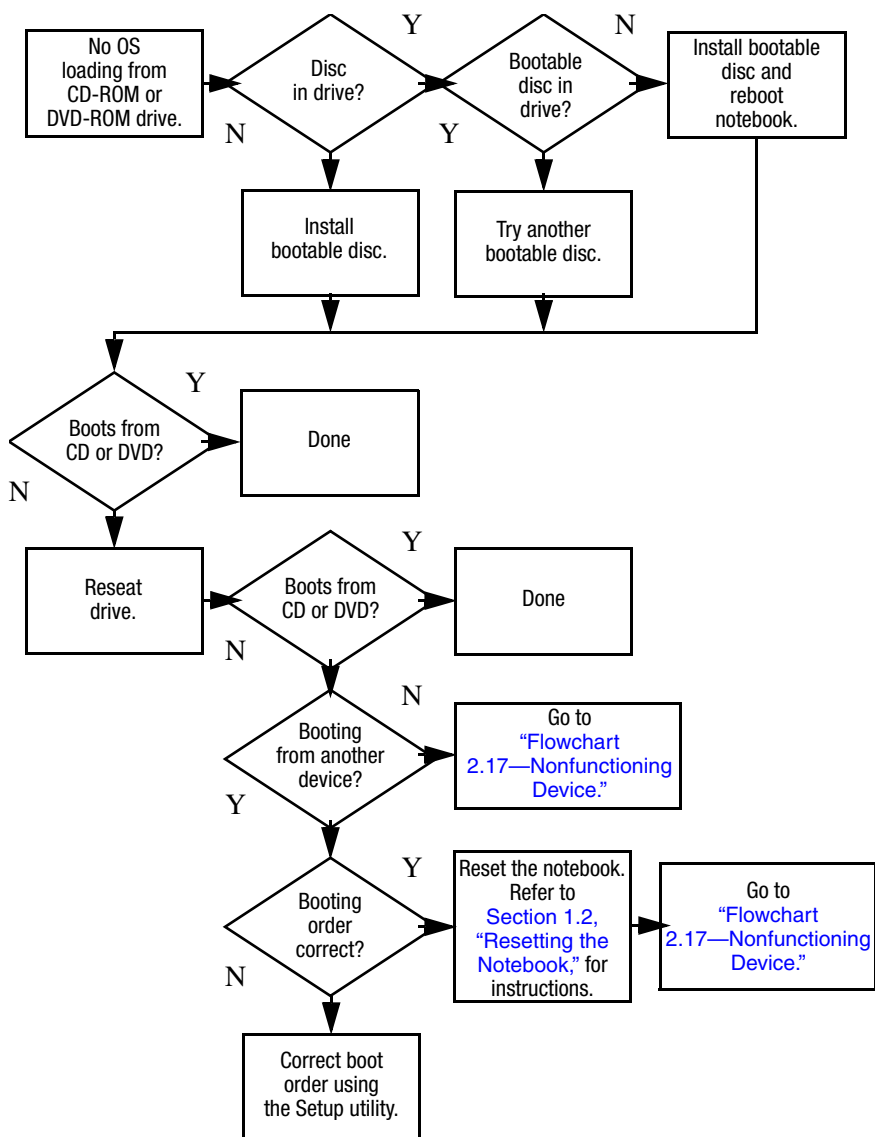 Y
N
No OS
loading from
CD-ROM or
DVD-ROM drive.
Disc
in drive?
Bootable
disc in
drive?
Install bootable
disc and
reboot
notebook.
N
Y
Install
bootable disc.
Try another
bootable disc.
Y
Boots from
CD or DVD?
Done
N
Y
Reseat
drive.
Boots from
CD or DVD?
Done
N
N
Booting
from another
device?
Go to
“Flowchart
2.17—Nonfunctioning
Device.”
Y
Y
Booting
order
correct?
Reset the notebook.
Refer to
Section 1.2,
“Resetting the
Notebook,” for
instructions.
Go to
“Flowchart
2.17—Nonfunctioning
Device.”
N
Correct boot
order using
the Setup utility.